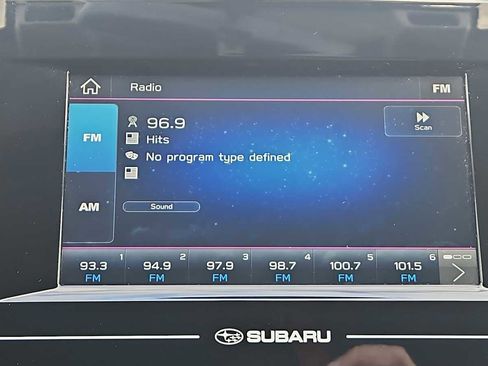 Radio FM
FM
96.9
Scan
Hits
No program type defined
AM
Sound
1 2 3 4 5 6
93.3 94.9 97.9 98.7 100.7 101.5
FM FM FM FM FM FM
SUBARU